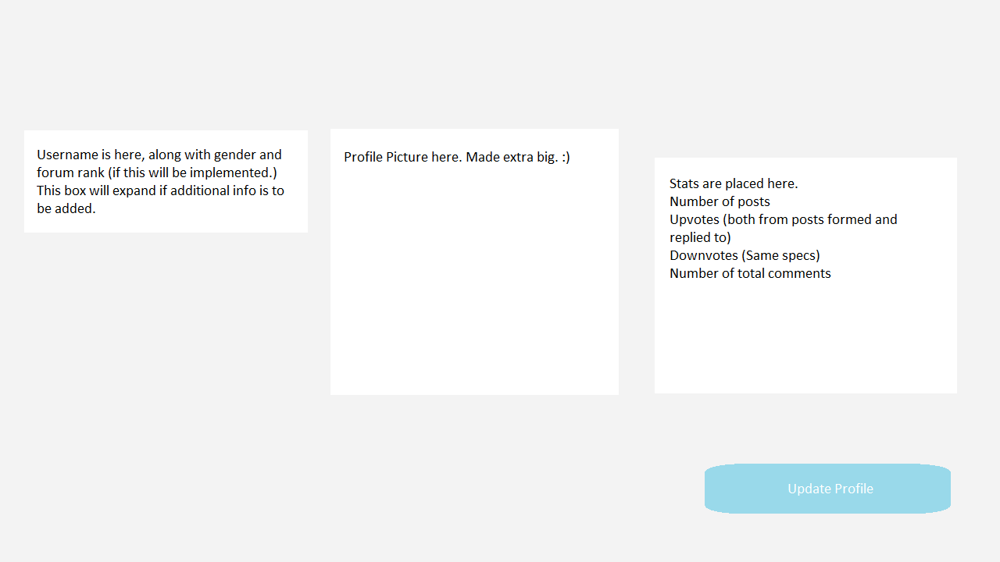 Username is here, along with gender and
forum rank (if this will be implemented.)
This box will expand if additional info is to
be added.
Profile Picture here. Made extra big. :)
Stats are placed here.
Number of posts
Upvotes (both from posts formed and
replied to)
Downvotes (Same specs)
Number of total comments
Update Profile